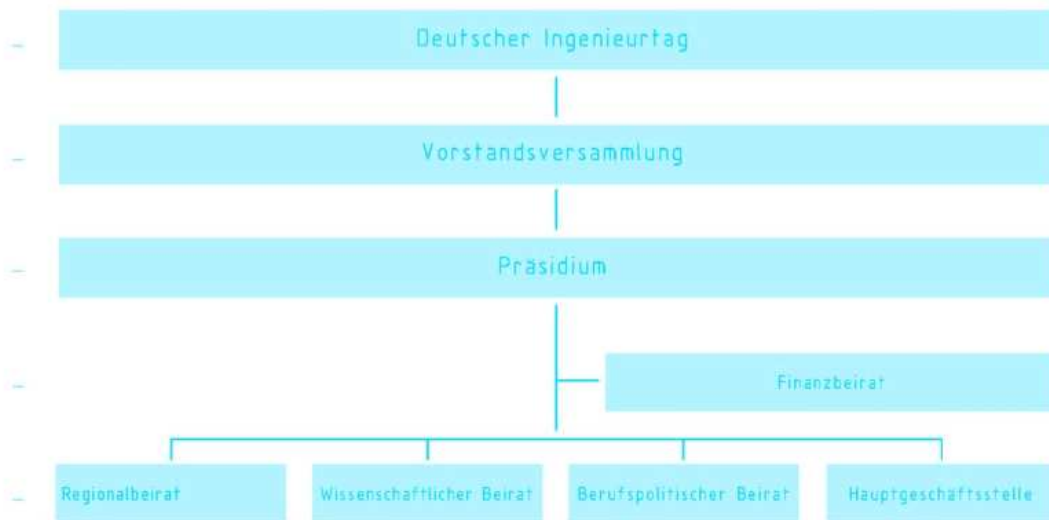 Deutscher Ingenieurtag
Vorstandsversammlung
Präsidium
Finanzbeirat
Regionalbeirat
Wissenschaftlicher Beirat
Berufspolitischer Beirat
Hauptgeschäftsstelle